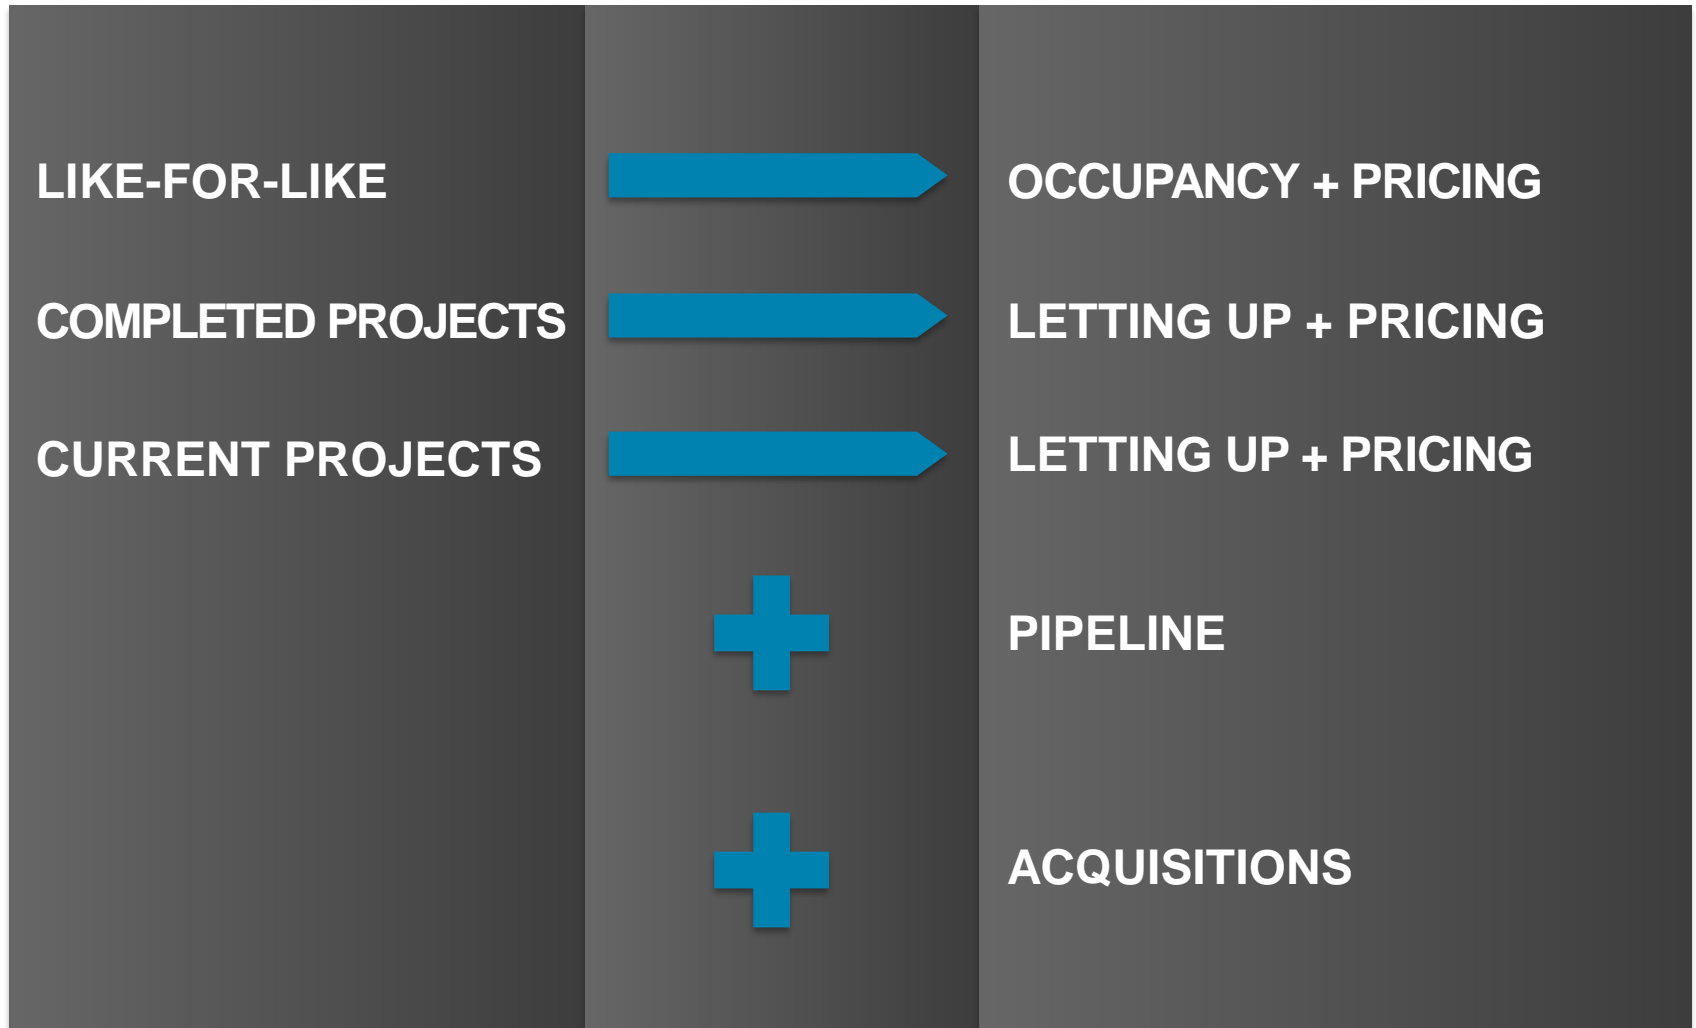 LIKE-FOR-LIKE
OCCUPANCY + PRICING
COMPLETED PROJECTS
LETTING UP + PRICING
CURRENT PROJECTS
LETTING UP + PRICING
PIPELINE
ACQUISITIONS